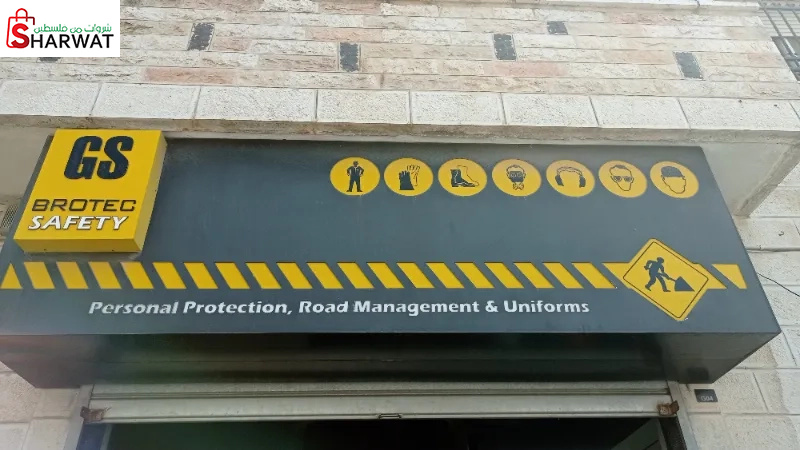 شروات من فلسطين
SHARWAT
GS
BROTEC
SAFETY
Personal Protection, Road Management & Uniforms